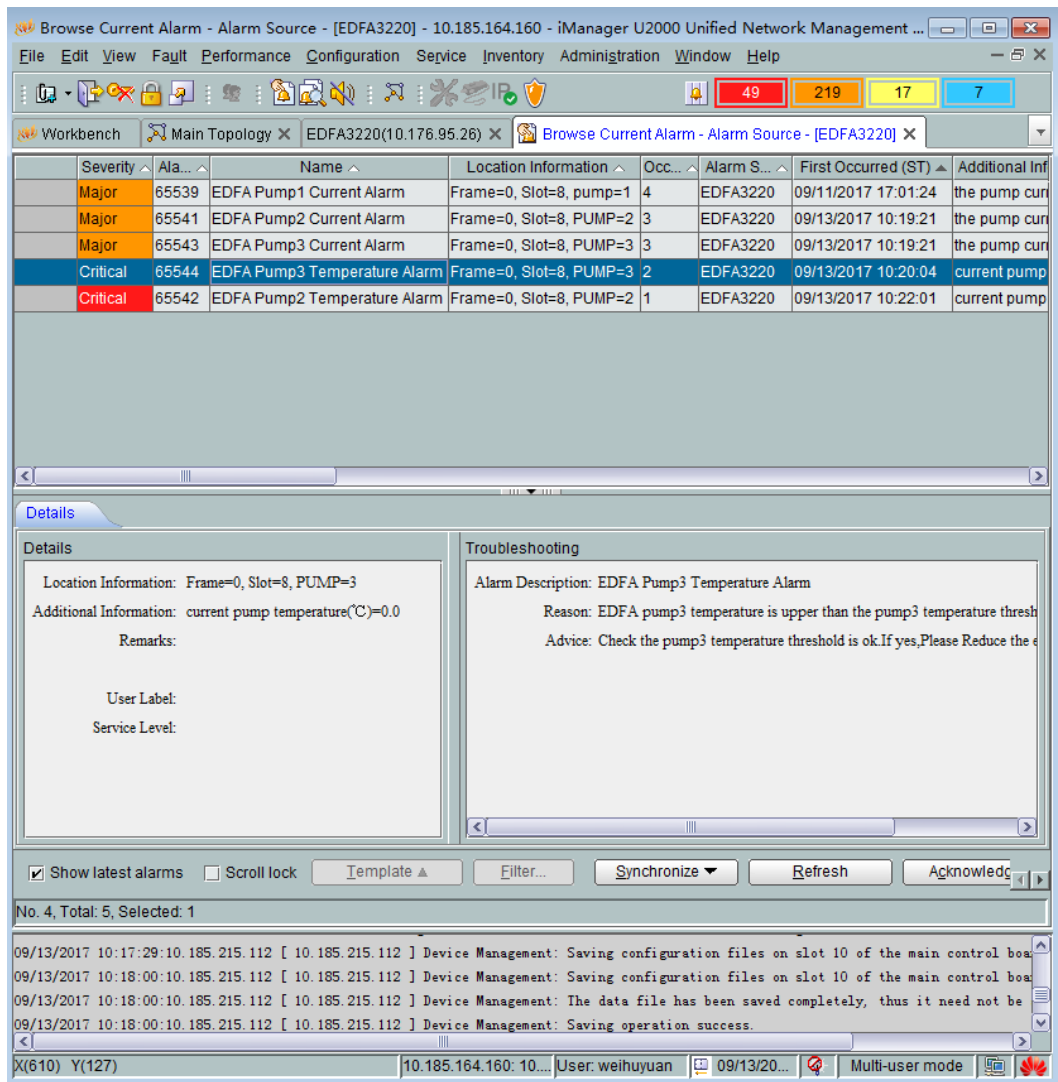 Browse Current Alarm - Alarm Source - [EDFA3220] - 10.185.164.160 - iManager U2000 Unified Network Management ...
File Edit View Fault Performance Configuration Service Inventory Administration Window Help
IP 49 219 17 7
Workbench Main Topology EDFA3220(10.176.95.26) Browse Current Alarm - Alarm Source - [EDFA3220]
Severity Ala... Name Location Information Occ... Alarm S... First Occurred (ST) Additional Inf
Major 65539 EDFA Pump1 Current Alarm Frame=0, Slot=8, pump=1 4 EDFA3220 09/11/2017 17:01:24 the pump curr
Major 65541 EDFA Pump2 Current Alarm Frame=0, Slot=8, PUMP=2 3 EDFA3220 09/13/2017 10:19:21 the pump curr
Major 65543 EDFA Pump3 Current Alarm Frame=0, Slot=8, PUMP=3 3 EDFA3220 09/13/2017 10:19:21 the pump curr
Critical 65544 EDFA Pump3 Temperature Alarm Frame=0, Slot=8, PUMP=3 2 EDFA3220 09/13/2017 10:20:04 current pump
Critical 65542 EDFA Pump2 Temperature Alarm Frame=0, Slot=8, PUMP=2 1 EDFA3220 09/13/2017 10:22:01 current pump
Details
Details
Location Information: Frame=0, Slot=8, PUMP=3
Additional Information: current pump temperature(℃)=0.0
Remarks:
User Label:
Service Level:
Troubleshooting
Alarm Description: EDFA Pump3 Temperature Alarm
Reason: EDFA pump3 temperature is upper than the pump3 temperature thresh
Advice: Check the pump3 temperature threshold is ok.If yes,Please Reduce the e
Show latest alarms Scroll lock Template Filter... Synchronize Refresh Acknowledg
No. 4, Total: 5, Selected: 1
09/13/2017 10:17:29:10.185.215.112 [ 10.185.215.112 ] Device Management: Saving configuration files on slot 10 of the main control boa
09/13/2017 10:18:00:10.185.215.112 [ 10.185.215.112 ] Device Management: Saving configuration files on slot 10 of the main control boa
09/13/2017 10:18:00:10.185.215.112 [ 10.185.215.112 ] Device Management: The data file has been saved completely, thus it need not be
09/13/2017 10:18:00:10.185.215.112 [ 10.185.215.112 ] Device Management: Saving operation success.
X(610) Y(127) 10.185.164.160: 10.... User: weihuyuan 09/13/20... Multi-user mode